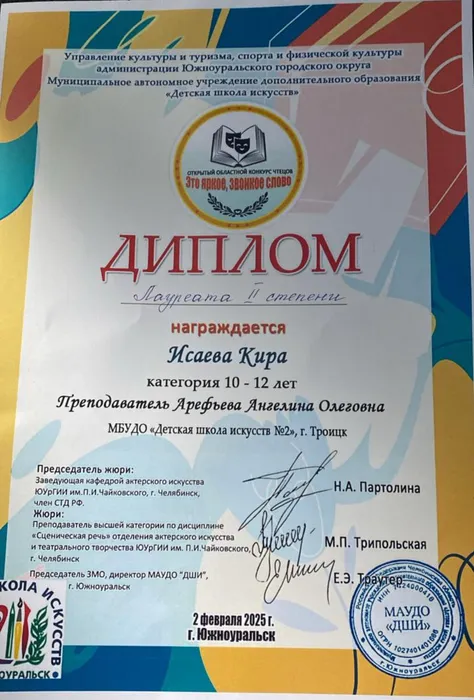 Управление культуры и туризма, спорта и физической культуры
администрации Южноуральского городского округа
Муниципальное автономное учреждение дополнительного образования
«Детская школа искусств»
ОТКРЫТЫЙ ОБЛАСТНОЙ КОНКУРС ЧТЕЦОВ
Это яркое, звонкое слово
ДИПЛОМ
Лауреата II степени
награждается
Исаева Кира
категория 10 - 12 лет
Преподаватель Арефьева Ангелина Олеговна
МБУДО «Детская школа искусств №2», г. Троицк
Председатель жюри:
Заведующая кафедрой актерского искусства
ЮУрГИИ им.П.И.Чайковского, г. Челябинск,
член СТД РФ.
Н.А. Партолина
Жюри:
Преподаватель высшей категории по дисциплине
«Сценическая речь» отделения актерского искусства
и театрального творчества ЮУрГИИ им. П.И.Чайковского,
г. Челябинск
М.П. Трипольская
Председатель ЗМО, директор МАУДО "ДШИ",
г. Южноуральск
Е.Э. Траутер
2 февраля 2025 г.
г. Южноуральск
КОЛА ИСКУССТВ
21
НОУРАЛЬСК
МАУДО
«ДШИ»
г.Южноуральск